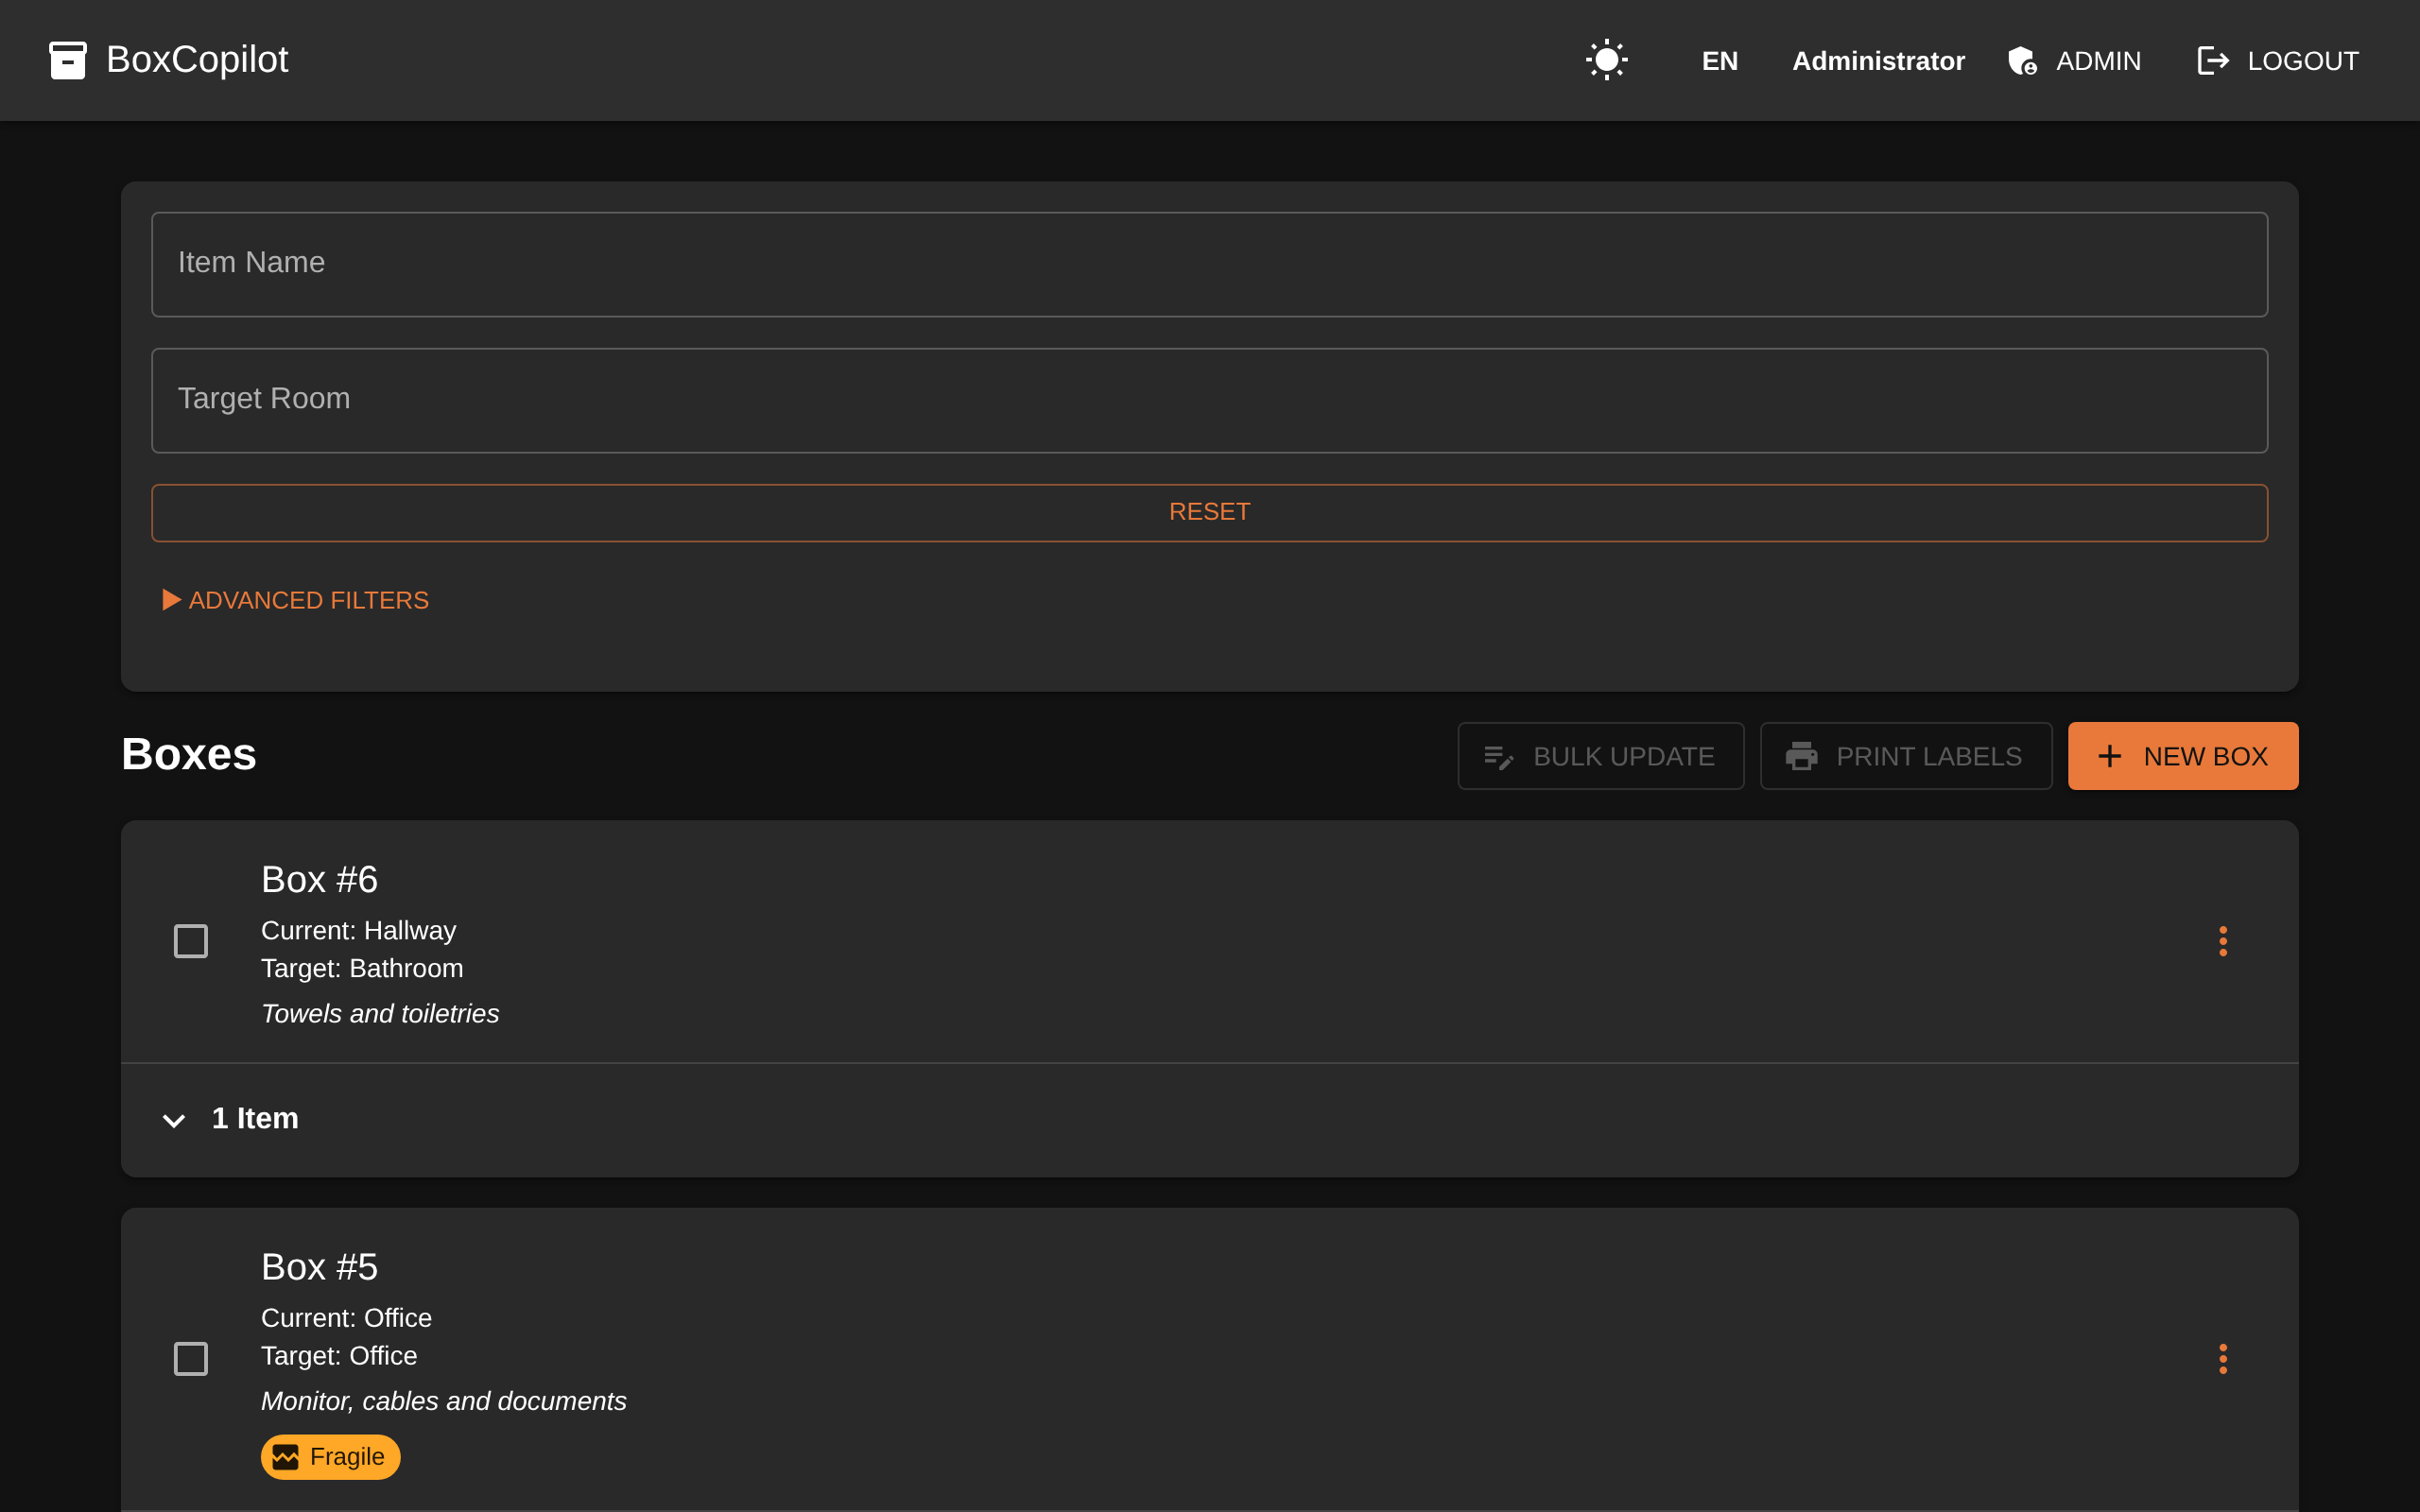 BoxCopilot
EN Administrator ADMIN LOGOUT
Item Name
Target Room
RESET
ADVANCED FILTERS
Boxes
BULK UPDATE PRINT LABELS NEW BOX
Box #6
Current: Hallway
Target: Bathroom
Towels and toiletries
1 Item
Box #5
Current: Office
Target: Office
Monitor, cables and documents
Fragile